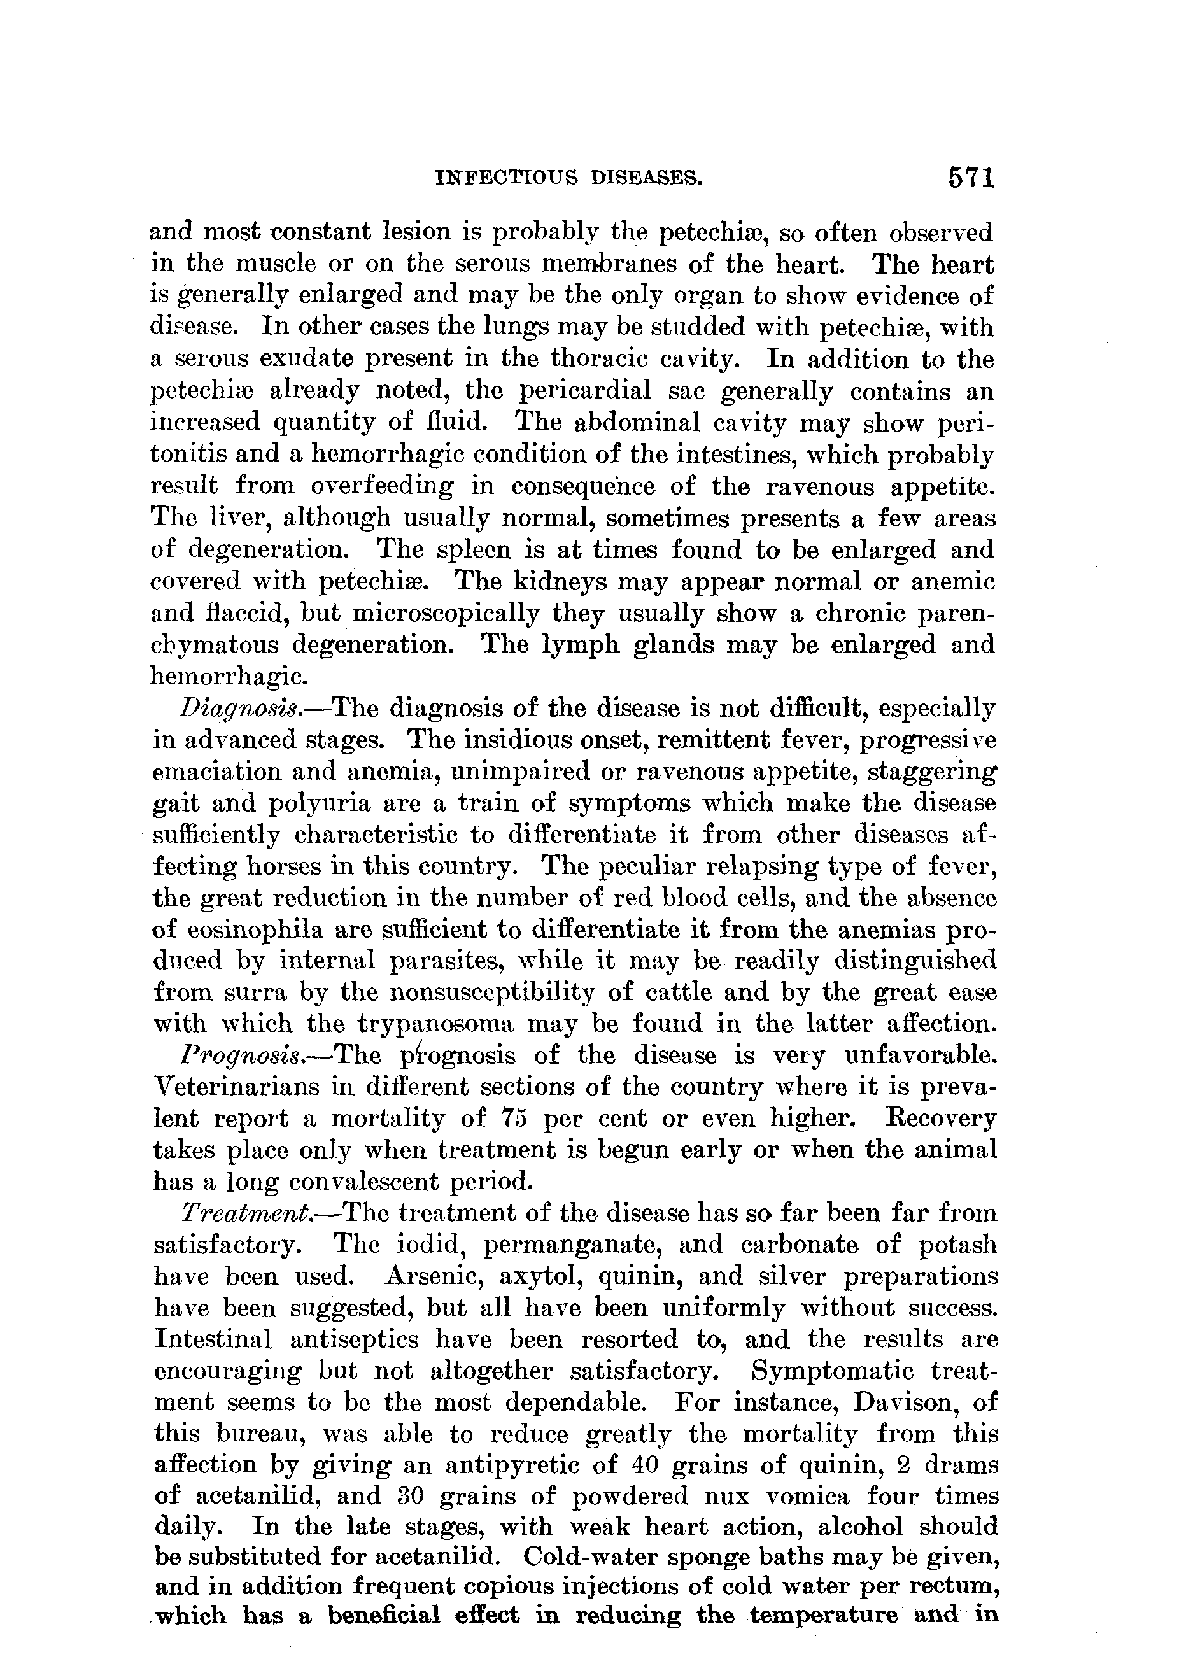 INFECTIOUS DISEASES. 571
and most constant lesion is probably the petechiæ, so often observed
in the muscle or on the serous membranes of the heart. The heart
is generally enlarged and may be the only organ to show evidence of
disease. In other cases the lungs may be studded with petechiæ, with
a serous exudate present in the thoracic cavity. In addition to the
petechiæ already noted, the pericardial sac generally contains an
increased quantity of fluid. The abdominal cavity may show peri-
tonitis and a hemorrhagic condition of the intestines, which probably
result from overfeeding in consequence of the ravenous appetite.
The liver, although usually normal, sometimes presents a few areas
of degeneration. The spleen is at times found to be enlarged and
covered with petechiæ. The kidneys may appear normal or anemic
and flaccid, but microscopically they usually show a chronic paren-
chymatous degeneration. The lymph glands may be enlarged and
hemorrhagic.
Diagnosis.—The diagnosis of the disease is not difficult, especially
in advanced stages. The insidious onset, remittent fever, progressive
emaciation and anemia, unimpaired or ravenous appetite, staggering
gait and polyuria are a train of symptoms which make the disease
sufficiently characteristic to differentiate it from other diseases af-
fecting horses in this country. The peculiar relapsing type of fever,
the great reduction in the number of red blood cells, and the absence
of eosinophila are sufficient to differentiate it from the anemias pro-
duced by internal parasites, while it may be readily distinguished
from surra by the nonsusceptibility of cattle and by the great ease
with which the trypanosoma may be found in the latter affection.
Prognosis.—The prognosis of the disease is very unfavorable.
Veterinarians in different sections of the country where it is preva-
lent report a mortality of 75 per cent or even higher. Recovery
takes place only when treatment is begun early or when the animal
has a long convalescent period.
Treatment.—The treatment of the disease has so far been far from
satisfactory. The iodid, permanganate, and carbonate of potash
have been used. Arsenic, axytol, quinin, and silver preparations
have been suggested, but all have been uniformly without success.
Intestinal antiseptics have been resorted to, and the results are
encouraging but not altogether satisfactory. Symptomatic treat-
ment seems to be the most dependable. For instance, Davison, of
this bureau, was able to reduce greatly the mortality from this
affection by giving an antipyretic of 40 grains of quinin, 2 drams
of acetanilid, and 30 grains of powdered nux vomica four times
daily. In the late stages, with weak heart action, alcohol should
be substituted for acetanilid. Cold-water sponge baths may be given,
and in addition frequent copious injections of cold water per rectum,
which has a beneficial effect in reducing the temperature and in